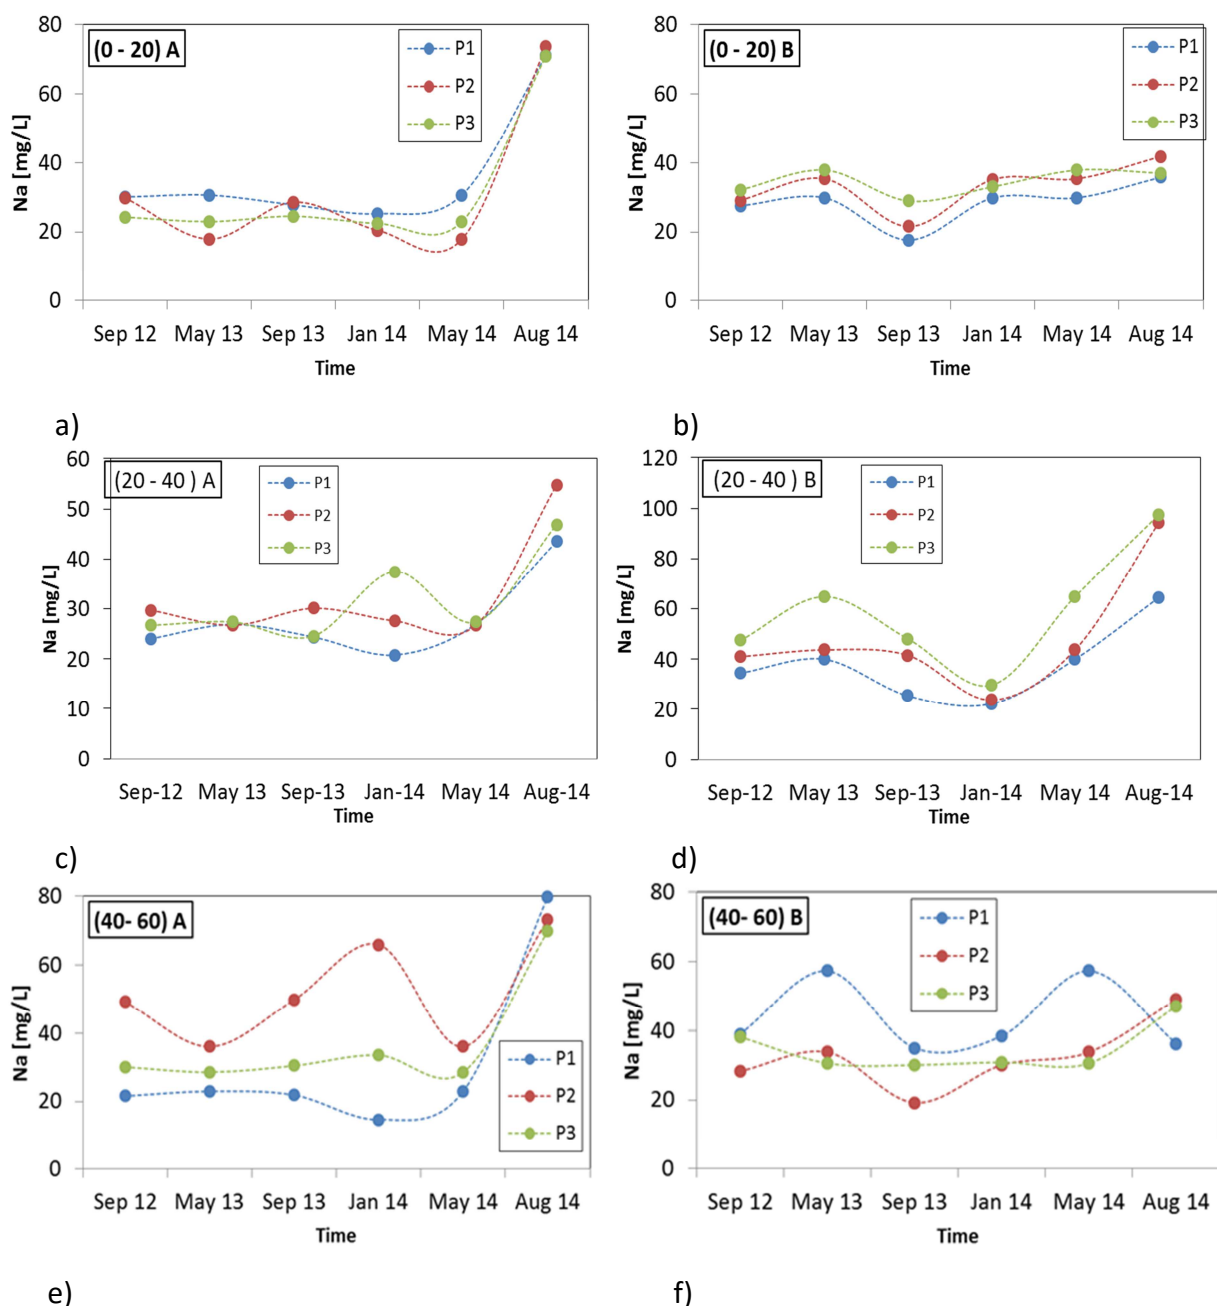 (0 - 20) A
P1
P2
P3
80
60
40
20
0
Na [mg/L]
Sep 12 May 13 Sep 13 Jan 14 May 14 Aug 14
Time
a)
(0 - 20) B
P1
P2
P3
80
60
40
20
0
Na [mg/L]
Sep 12 May 13 Sep 13 Jan 14 May 14 Aug 14
Time
b)
(20 - 40 ) A
P1
P2
P3
60
50
40
30
20
10
0
Na [mg/L]
Sep-12 May 13 Sep-13 Jan-14 May 14 Aug-14
Time
c)
(20 - 40 ) B
P1
P2
P3
120
100
80
60
40
20
0
Na [mg/L]
Sep-12 May 13 Sep-13 Jan-14 May 14 Aug-14
Time
d)
(40- 60) A
P1
P2
P3
80
60
40
20
0
Na [mg/L]
Sep 12 May 13 Sep 13 Jan 14 May 14 Aug 14
Time
e)
(40- 60) B
P1
P2
P3
80
60
40
20
0
Na [mg/L]
Sep 12 May 13 Sep 13 Jan 14 May 14 Aug 14
Time
f)